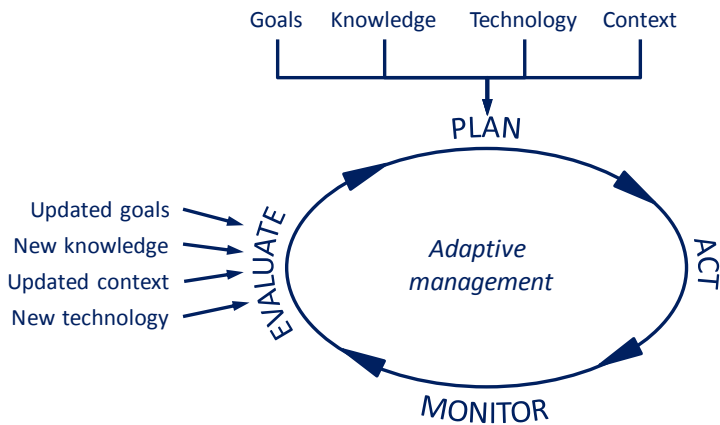 Goals Knowledge Technology Context
PLAN
Updated goals
New knowledge
Updated context
New technology
EVALUATE
Adaptive
management
ACT
MONITOR